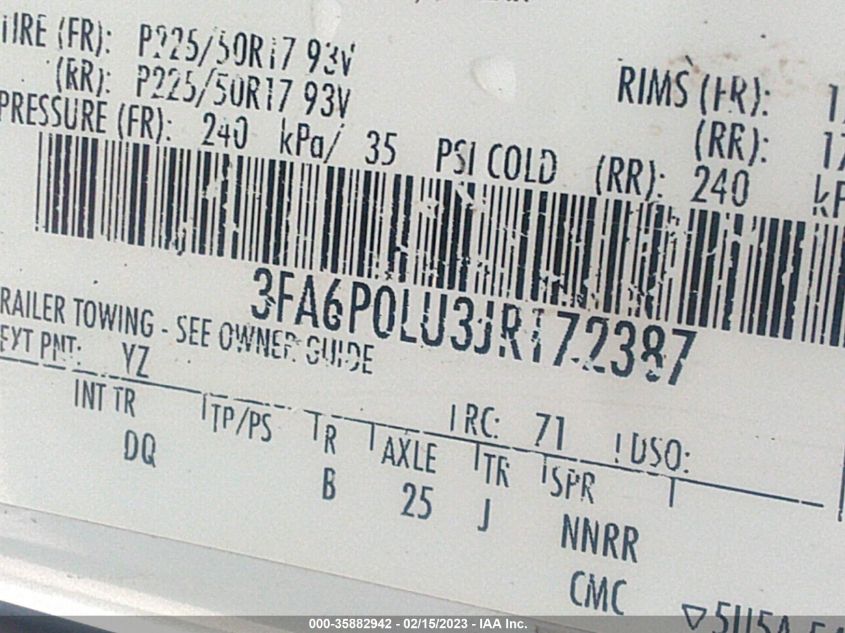 TIRE (FR): P225/50R17 93V
(RR): P225/50R17 93V
RIMS (FR):
(RR):
PRESSURE (FR): 240 kPa/ 35 PSI COLD (RR): 240
3FA6P0LU3JR172387
TRAILER TOWING - SEE OWNER GUIDE
EXT PNT: YZ
RC: 71 DSO:
INT TR TP/PS R AXLE TR SPR
DQ B 25 J NNRR
CMC
000-35882942 - 02/15/2023 - IAA Inc.